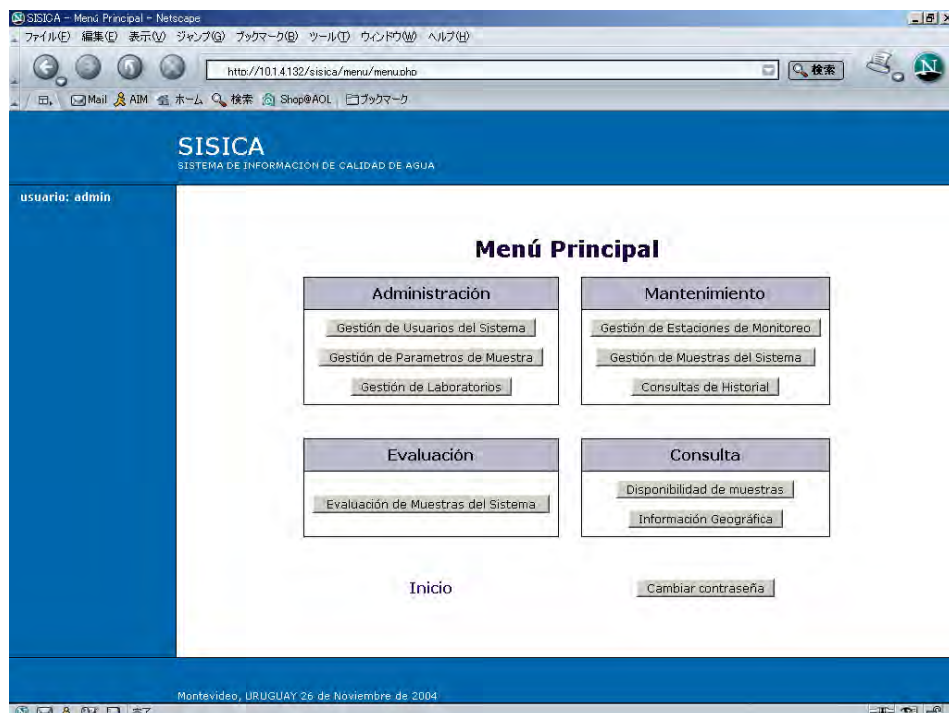 SISICA - Menú Principal - Netscape
ファイル(F) 編集(E) 表示(V) ジャンプ(G) ブックマーク(B) ツール(T) ウィンドウ(W) ヘルプ(H)
http://10.1.4.132/sisica/menu/menu.php
検索
Mail AIM ホーム 検索 Shop@AOL ブックマーク
SISICA
SISTEMA DE INFORMACION DE CALIDAD DE AGUA
usuario: admin
Menú Principal
Administración
Gestión de Usuarios del Sistema
Gestión de Parametros de Muestra
Gestión de Laboratorios
Mantenimiento
Gestión de Estaciones de Monitoreo
Gestión de Muestras del Sistema
Consultas de Historial
Evaluación
Evaluación de Muestras del Sistema
Consulta
Disponibilidad de muestras
Información Geográfica
Inicio
Cambiar contraseña
Montevideo, URUGUAY 26 de Noviembre de 2004
完了